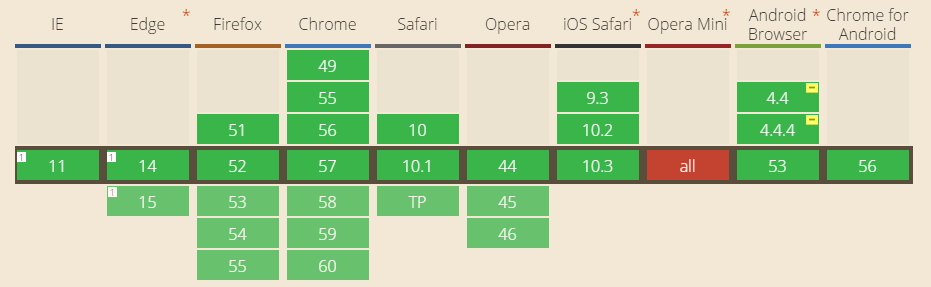 IE Edge * Firefox Chrome Safari Opera iOS Safari * Opera Mini * Android Browser * Chrome for Android
49
55 9.3 4.4
51 56 10 10.2 4.4.4
1 11 1 14 52 57 10.1 44 10.3 all 53 56
1 15 53 58 TP 45
54 59 46
55 60